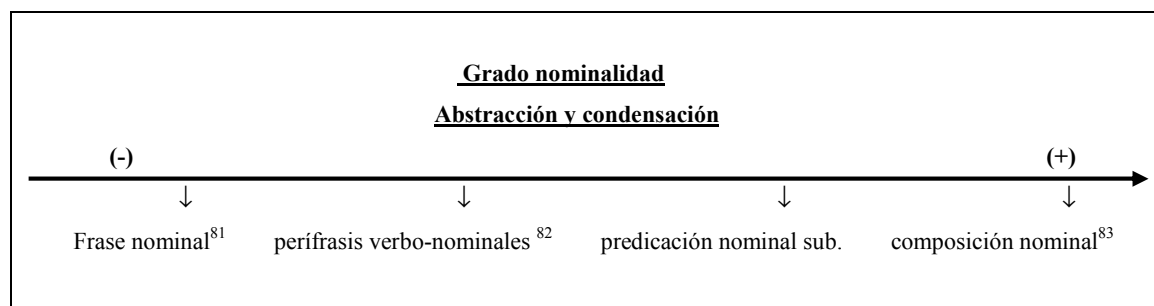 Grado nominalidad
Abstracción y condensación
(-) (+)
↓ ↓ ↓ ↓
Frase nominal81 perífrasis verbo-nominales 82 predicación nominal sub. composición nominal83